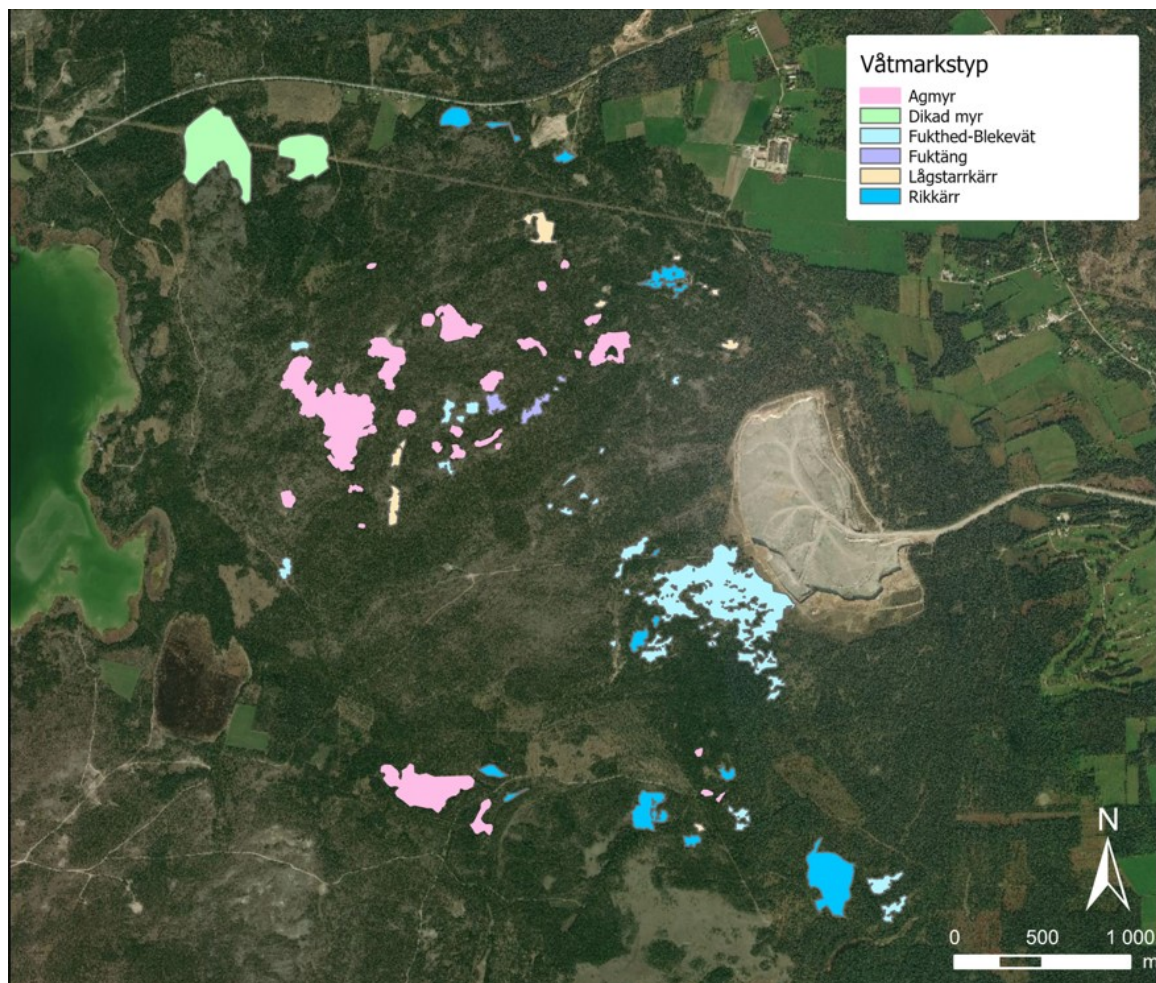 Våtmarkstyp
Agmyr
Dikad myr
Fukthed-Blekevät
Fuktäng
Lågstarrkärr
Rikkärr
N
0 500 1 000
m